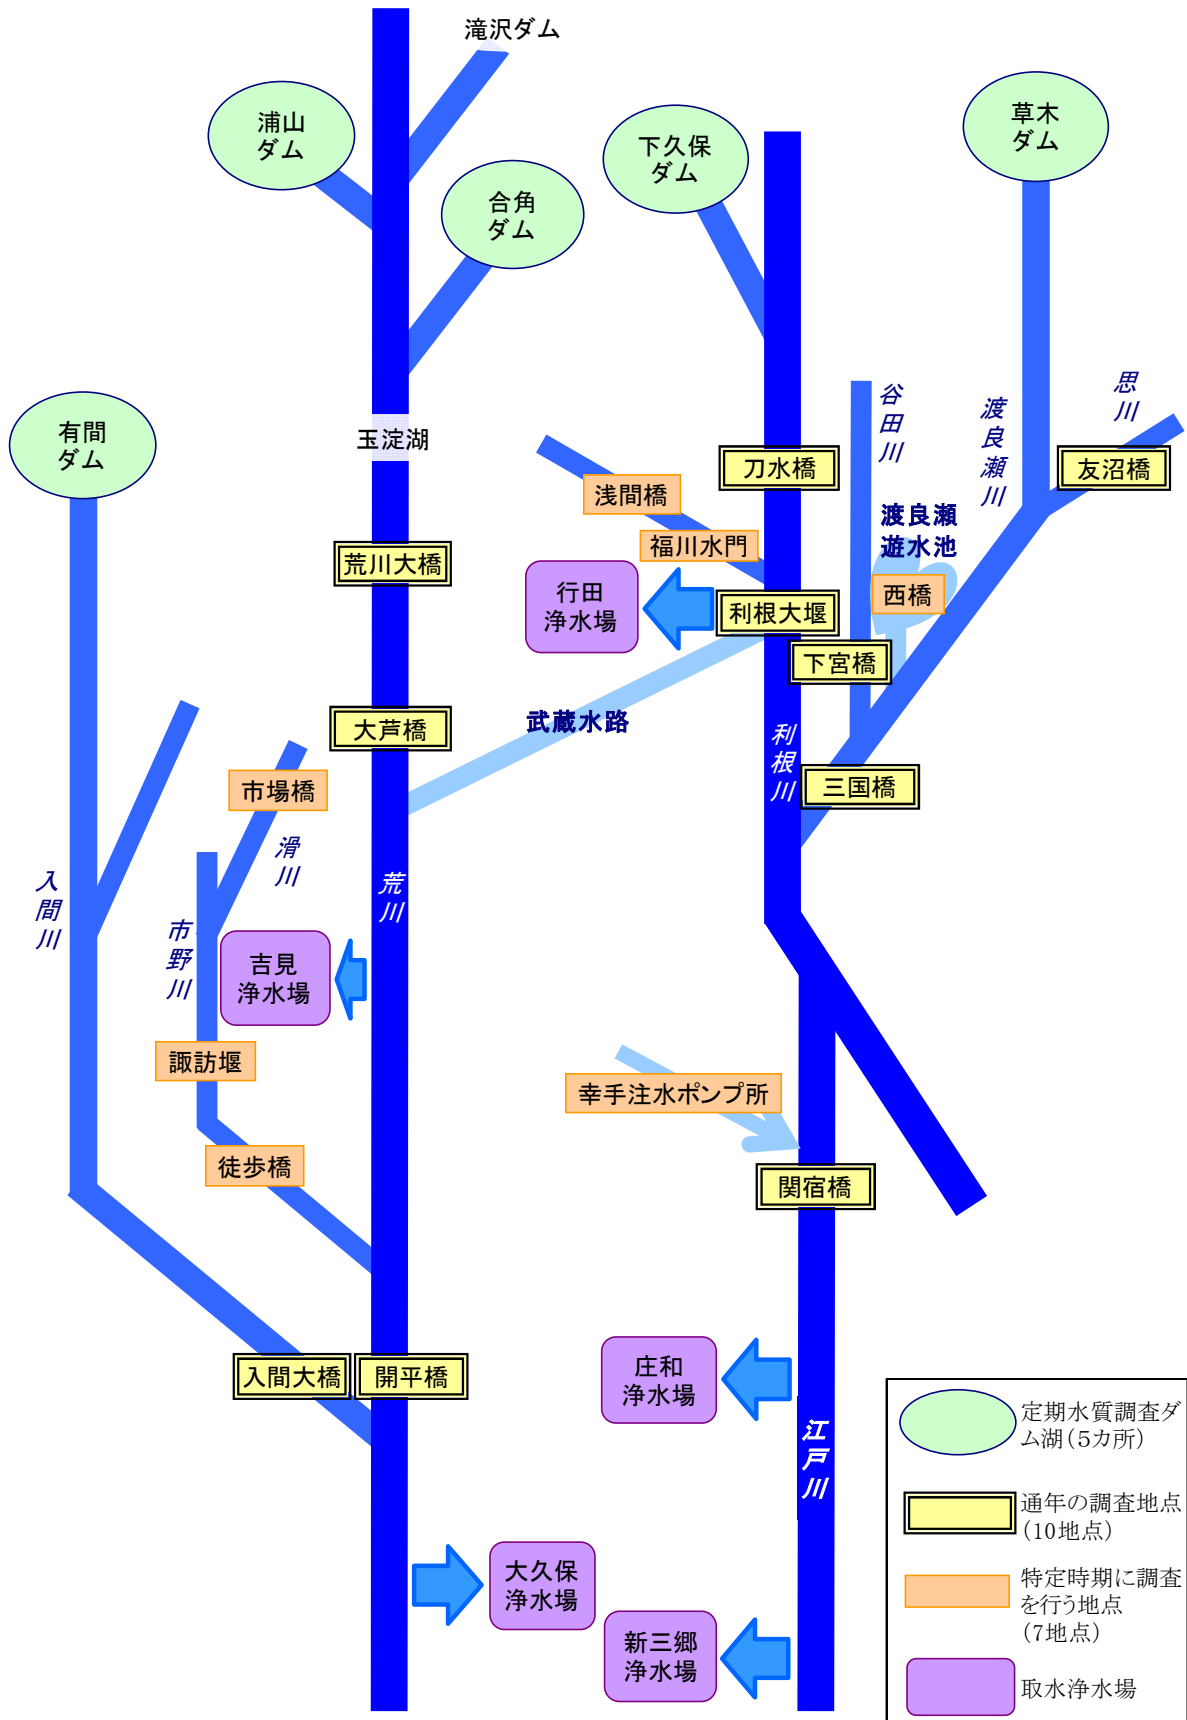 滝沢ダム
浦山
ダム
下久保
ダム
草木
ダム
合角
ダム
有間
ダム
玉淀湖
谷田川
渡良瀬川
思川
刀水橋
友沼橋
浅間橋
福川水門
渡良瀬
遊水池
荒川大橋
行田
浄水場
利根大堰
西橋
下宮橋
大芦橋
武蔵水路
利根川
三国橋
市場橋
滑川
入間川
荒川
市野川
吉見
浄水場
諏訪堰
幸手注水ポンプ所
徒歩橋
関宿橋
入間大橋
開平橋
庄和
浄水場
江戸川
大久保
浄水場
新三郷
浄水場
定期水質調査ダ
ム湖(5カ所)
通年の調査地点
(10地点)
特定時期に調査
を行う地点
(7地点)
取水浄水場